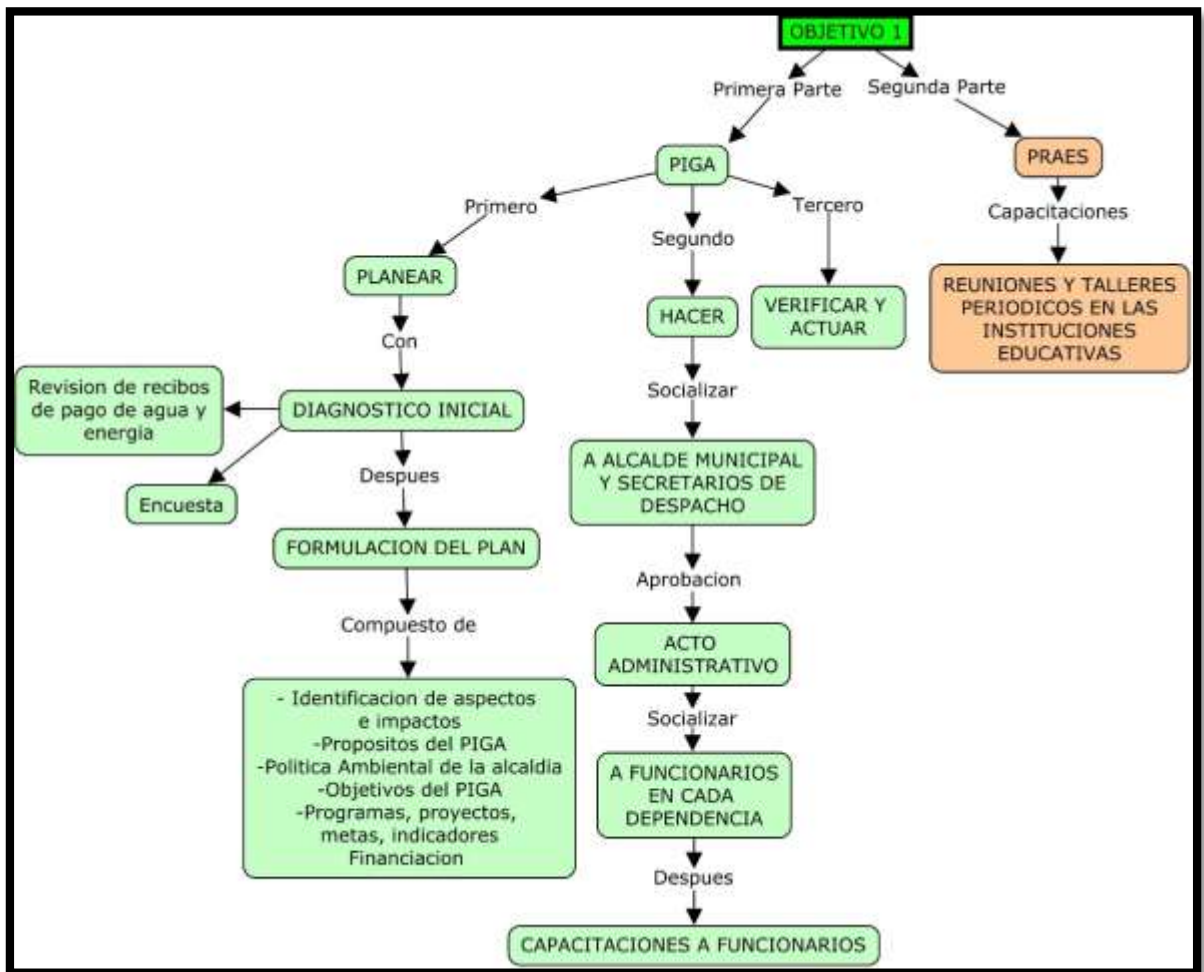 OBJETIVO 1
Primera Parte
Segunda Parte
PIGA
PRAES
Primero
Segundo
Tercero
Capacitaciones
PLANEAR
HACER
VERIFICAR Y
ACTUAR
REUNIONES Y TALLERES
PERIODICOS EN LAS
INSTITUCIONES
EDUCATIVAS
Con
Socializar
Revision de recibos
de pago de agua y
energia
DIAGNOSTICO INICIAL
Encuesta
Despues
A ALCALDE MUNICIPAL
Y SECRETARIOS DE
DESPACHO
FORMULACION DEL PLAN
Aprobacion
Compuesto de
ACTO
ADMINISTRATIVO
- Identificacion de aspectos
e impactos
-Propositos del PIGA
-Politica Ambiental de la alcaldia
-Objetivos del PIGA
-Programas, proyectos,
metas, indicadores
Financiacion
Socializar
A FUNCIONARIOS
EN CADA
DEPENDENCIA
Despues
CAPACITACIONES A FUNCIONARIOS